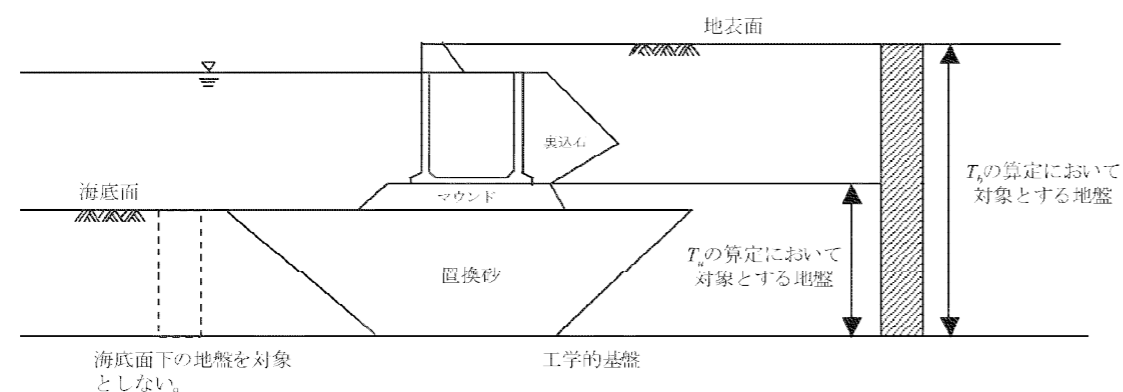 地表面
裏込石
海底面
マウンド
T_bの算定において
対象とする地盤
T_uの算定において
対象とする地盤
置換砂
海底面下の地盤を対象
としない。
工学的基盤